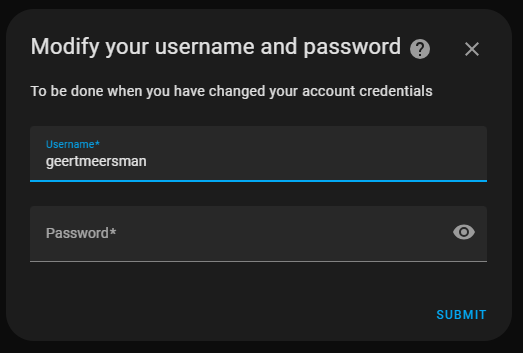 Modify your username and password ?
To be done when you have changed your account credentials
Username*
geertmeersman
Password*
SUBMIT